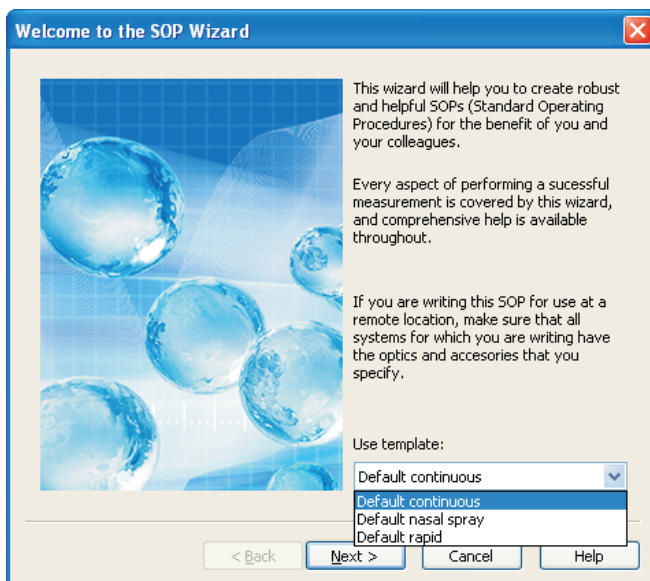 Welcome to the SOP Wizard
This wizard will help you to create robust
and helpful SOPs (Standard Operating
Procedures) for the benefit of you and
your colleagues.
Every aspect of performing a sucessful
measurement is covered by this wizard,
and comprehensive help is available
throughout.
If you are writing this SOP for use at a
remote location, make sure that all
systems for which you are writing have
the optics and accesories that you
specify.
Use template:
Default continuous
Default continuous
Default nasal spray
Default rapid
< Back Next > Cancel Help